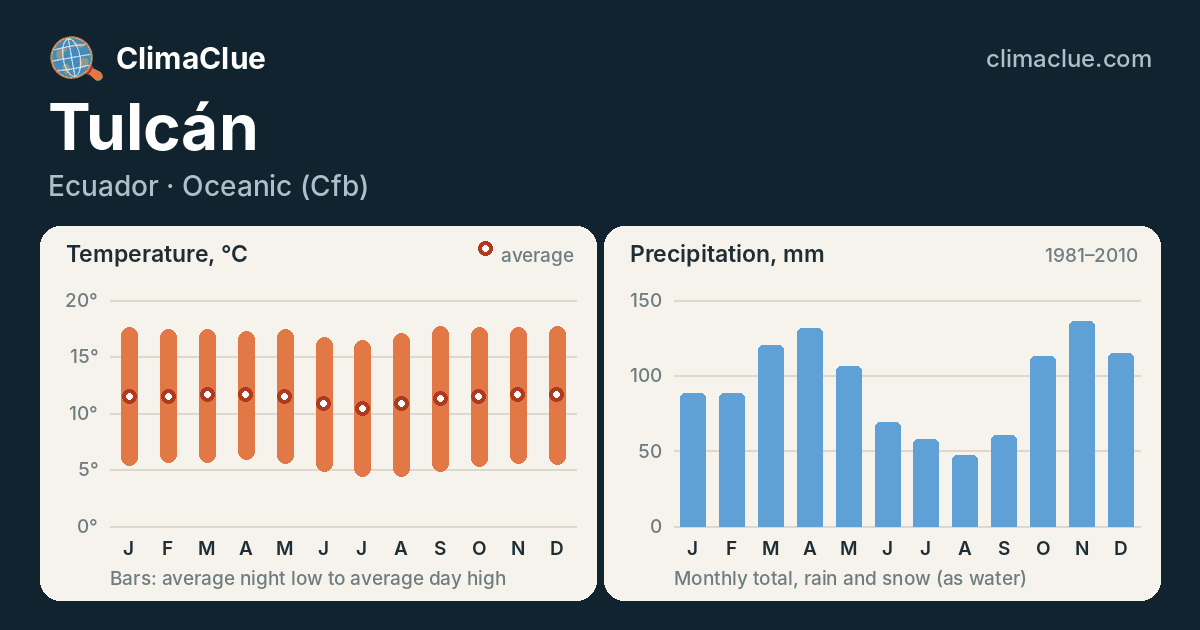 ClimaClue
climaclue.com
Tulcán
Ecuador · Oceanic (Cfb)
Temperature, °C
average
20°
15°
10°
5°
0°
J F M A M J J A S O N D
Bars: average night low to average day high
Precipitation, mm
1981–2010
150
100
50
0
J F M A M J J A S O N D
Monthly total, rain and snow (as water)